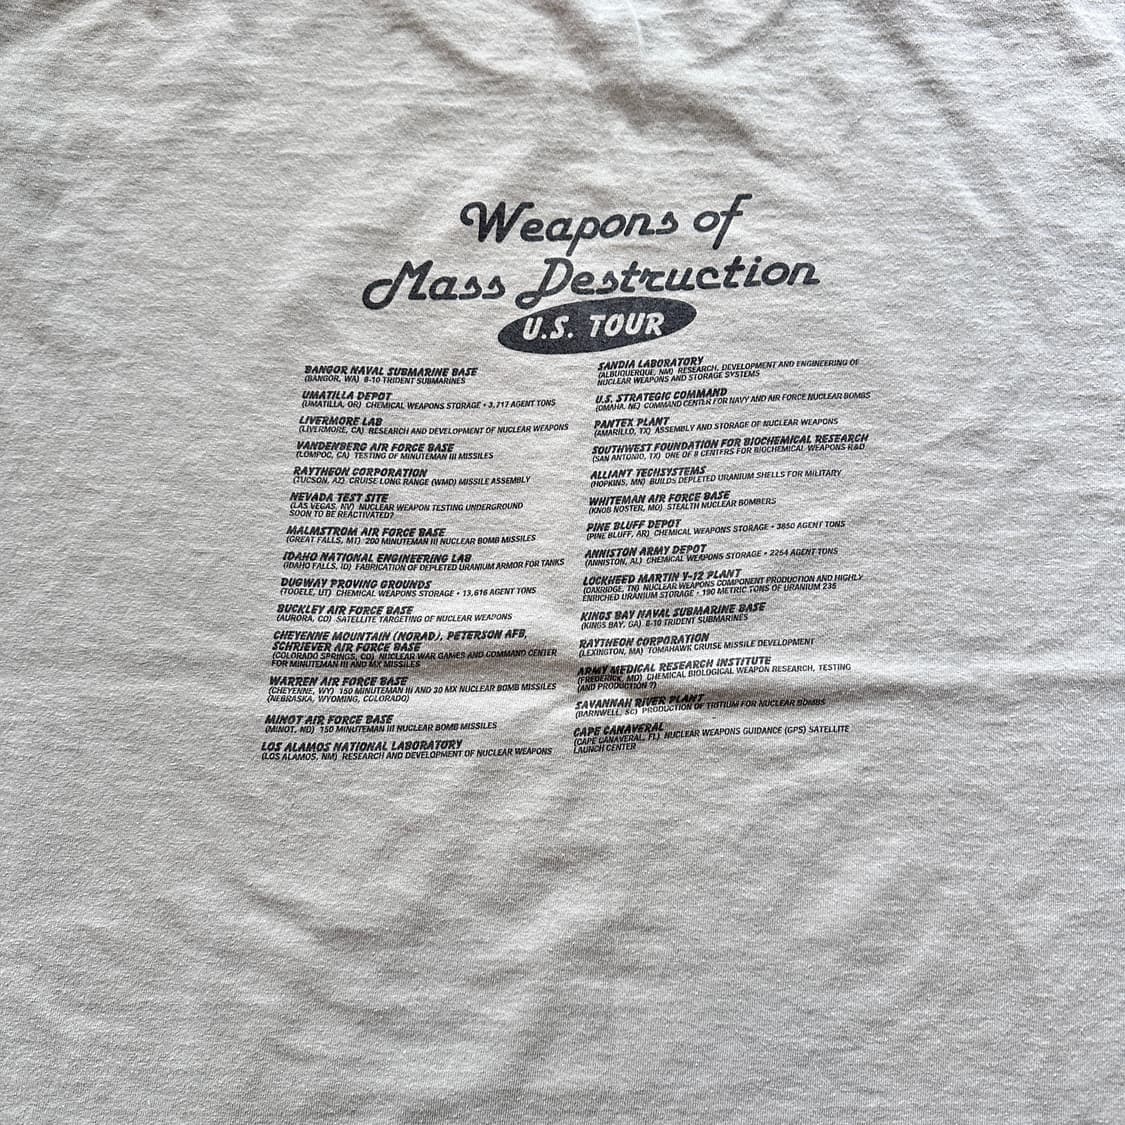 Weapons of
Mass Destruction
U.S. TOUR
BANGOR NAVAL SUBMARINE BASE
(BANGOR, WA) 8-10 TRIDENT SUBMARINES
UMATILLA DEPOT
(UMATILLA, OR) CHEMICAL WEAPONS STORAGE • 3,717 AGENT TONS
LIVERMORE LAB
(LIVERMORE, CA) RESEARCH AND DEVELOPMENT OF NUCLEAR WEAPONS
VANDENBERG AIR FORCE BASE
(LOMPOC, CA) TESTING OF MINUTEMAN III MISSILES
RAYTHEON CORPORATION
(TUCSON, AZ) CRUISE LONG RANGE (WMD) MISSILE ASSEMBLY
NEVADA TEST SITE
(LAS VEGAS, NV) NUCLEAR WEAPON TESTING UNDERGROUND
SOON TO BE REACTIVATED?
MALMSTROM AIR FORCE BASE
(GREAT FALLS, MT) 200 MINUTEMAN III NUCLEAR BOMB MISSILES
IDAHO NATIONAL ENGINEERING LAB
(IDAHO FALLS, ID) FABRICATION OF DEPLETED URANIUM ARMOR FOR TANKS
DUGWAY PROVING GROUNDS
(TOOELE, UT) CHEMICAL WEAPONS STORAGE • 13,616 AGENT TONS
BUCKLEY AIR FORCE BASE
(AURORA, CO) SATELLITE TARGETING OF NUCLEAR WEAPONS
CHEYENNE MOUNTAIN (NORAD), PETERSON AFB,
SCHRIEVER AIR FORCE BASE
(COLORADO SPRINGS, CO) NUCLEAR WAR GAMES AND COMMAND CENTER
FOR MINUTEMAN III AND MX MISSILES
WARREN AIR FORCE BASE
(CHEYENNE, WY) 150 MINUTEMAN III AND 30 MX NUCLEAR BOMB MISSILES
(NEBRASKA, WYOMING, COLORADO)
MINOT AIR FORCE BASE
(MINOT, ND) 150 MINUTEMAN III NUCLEAR BOMB MISSILES
LOS ALAMOS NATIONAL LABORATORY
(LOS ALAMOS, NM) RESEARCH AND DEVELOPMENT OF NUCLEAR WEAPONS
SANDIA LABORATORY
(ALBUQUERQUE, NM) RESEARCH, DEVELOPMENT AND ENGINEERING OF
NUCLEAR WEAPONS AND STORAGE SYSTEMS
U.S. STRATEGIC COMMAND
(OMAHA, NE) COMMAND CENTER FOR NAVY AND AIR FORCE NUCLEAR BOMBS
PANTEX PLANT
(AMARILLO, TX) ASSEMBLY AND STORAGE OF NUCLEAR WEAPONS
SOUTHWEST FOUNDATION FOR BIOCHEMICAL RESEARCH
(SAN ANTONIO, TX) ONE OF 8 CENTERS FOR BIOCHEMICAL WEAPONS R&D
ALLIANT TECHSYSTEMS
(HOPKINS, MN) BUILDS DEPLETED URANIUM SHELLS FOR MILITARY
WHITEMAN AIR FORCE BASE
(KNOB NOSTER, MO) STEALTH NUCLEAR BOMBERS
PINE BLUFF DEPOT
(PINE BLUFF, AR) CHEMICAL WEAPONS STORAGE • 3850 AGENT TONS
ANNISTON ARMY DEPOT
(ANNISTON, AL) CHEMICAL WEAPONS STORAGE • 2254 AGENT TONS
LOCKHEED MARTIN Y-12 PLANT
(OAKRIDGE, TN) NUCLEAR WEAPONS COMPONENT PRODUCTION AND HIGHLY
ENRICHED URANIUM STORAGE • 190 METRIC TONS OF URANIUM 235
KINGS BAY NAVAL SUBMARINE BASE
(KINGS BAY, GA) 8-10 TRIDENT SUBMARINES
RAYTHEON CORPORATION
(LEXINGTON, MA) TOMAHAWK CRUISE MISSILE DEVELOPMENT
ARMY MEDICAL RESEARCH INSTITUTE
(FREDERICK, MD) CHEMICAL BIOLOGICAL WEAPON RESEARCH, TESTING
(AND PRODUCTION ?)
SAVANNAH RIVER PLANT
(BARNWELL, SC) PRODUCTION OF TRITIUM FOR NUCLEAR BOMBS
CAPE CANAVERAL
(CAPE CANAVERAL, FL) NUCLEAR WEAPONS GUIDANCE (GPS) SATELLITE
LAUNCH CENTER